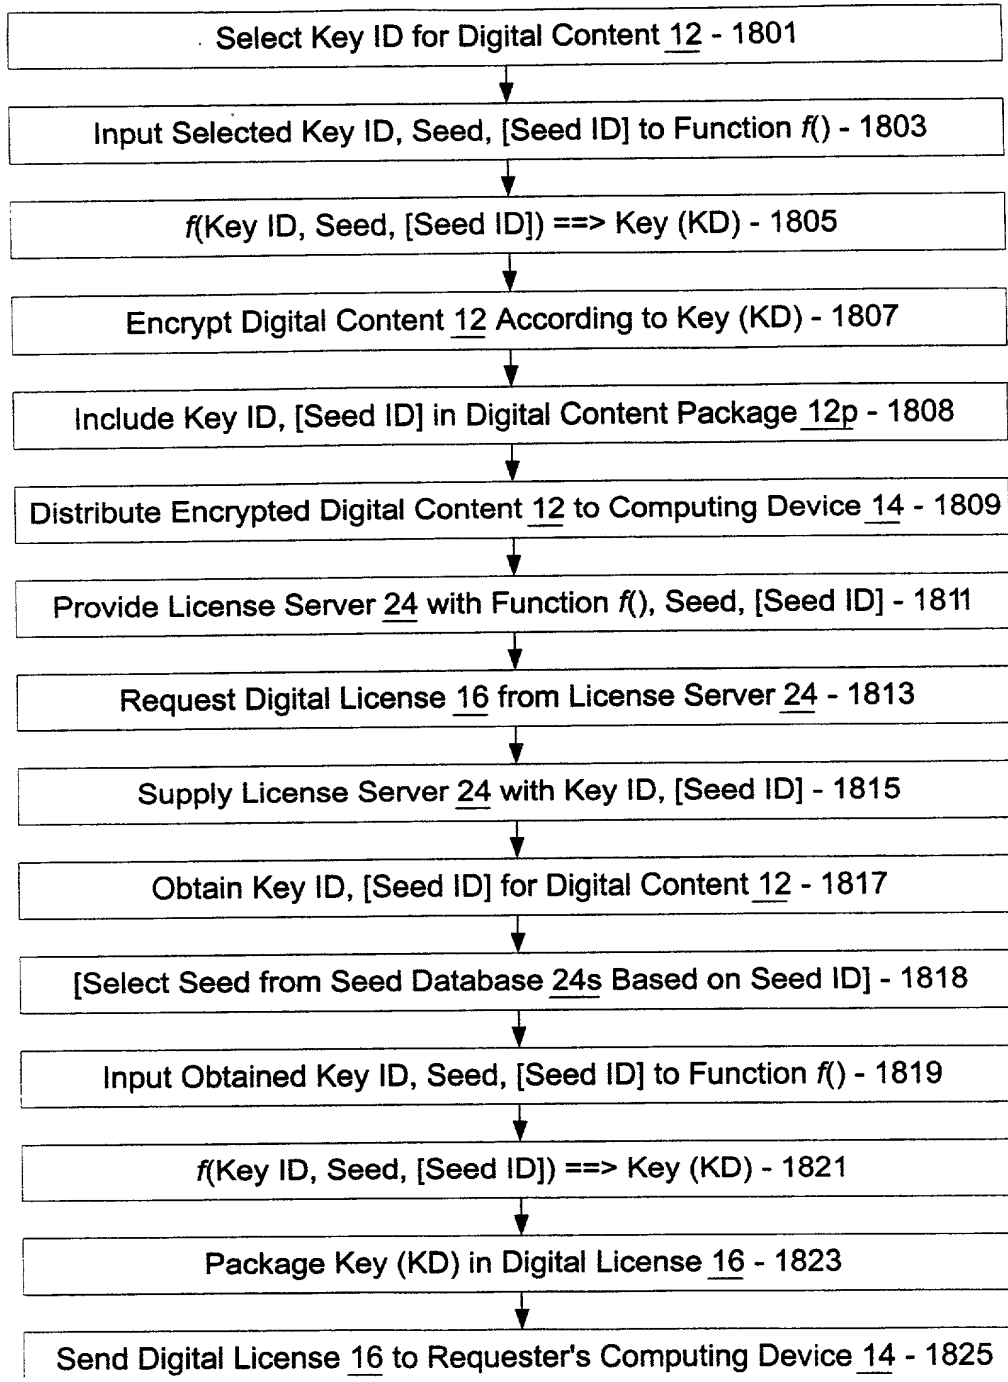 Select Key ID for Digital Content 12 - 1801
Input Selected Key ID, Seed, [Seed ID] to Function f() - 1803
f(Key ID, Seed, [Seed ID]) ==> Key (KD) - 1805
Encrypt Digital Content 12 According to Key (KD) - 1807
Include Key ID, [Seed ID] in Digital Content Package 12p - 1808
Distribute Encrypted Digital Content 12 to Computing Device 14 - 1809
Provide License Server 24 with Function f(), Seed, [Seed ID] - 1811
Request Digital License 16 from License Server 24 - 1813
Supply License Server 24 with Key ID, [Seed ID] - 1815
Obtain Key ID, [Seed ID] for Digital Content 12 - 1817
[Select Seed from Seed Database 24s Based on Seed ID] - 1818
Input Obtained Key ID, Seed, [Seed ID] to Function f() - 1819
f(Key ID, Seed, [Seed ID]) ==> Key (KD) - 1821
Package Key (KD) in Digital License 16 - 1823
Send Digital License 16 to Requester's Computing Device 14 - 1825